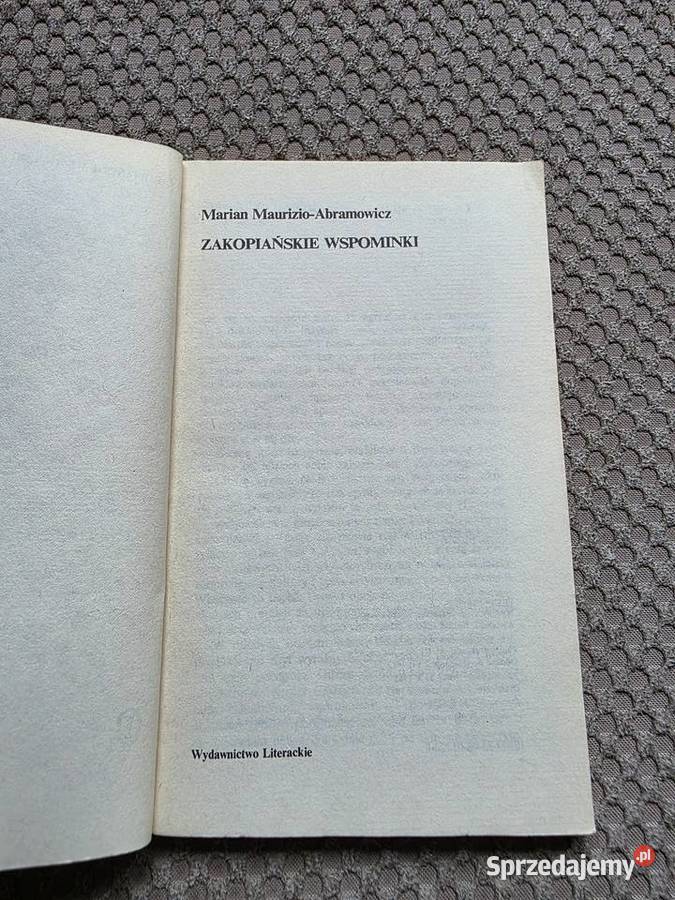 Marian Maurizio-Abramowicz
ZAKOPIAŃSKIE WSPOMINKI
Wydawnictwo Literackie
Sprzedajemy.pl